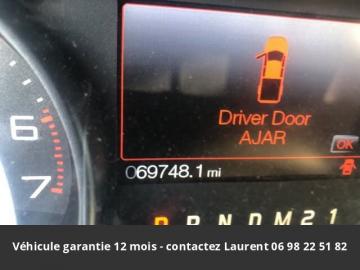 Driver Door
AJAR
OK
069748.1 mi
6
7
P R N D M 2 1
Véhicule garantie 12 mois - contactez Laurent 06 98 22 51 82